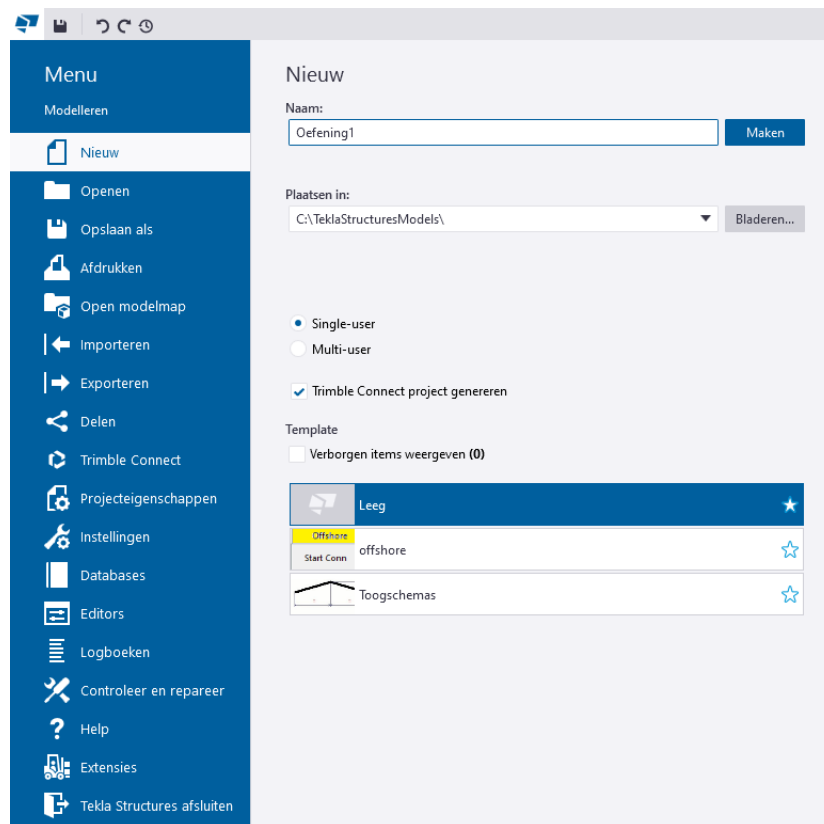 Menu
Modelleren
Nieuw
Openen
Opslaan als
Afdrukken
Open modelmap
Importeren
Exporteren
Delen
Trimble Connect
Projecteigenschappen
Instellingen
Databases
Editors
Logboeken
Controleer en repareer
Help
Extensies
Tekla Structures afsluiten
Nieuw
Naam:
Oefening1
Maken
Plaatsen in:
C:\TeklaStructuresModels\
Bladeren...
Single-user
Multi-user
Trimble Connect project genereren
Template
Verborgen items weergeven (0)
Leeg
Offshore
Start Conn
offshore
Toogschemas